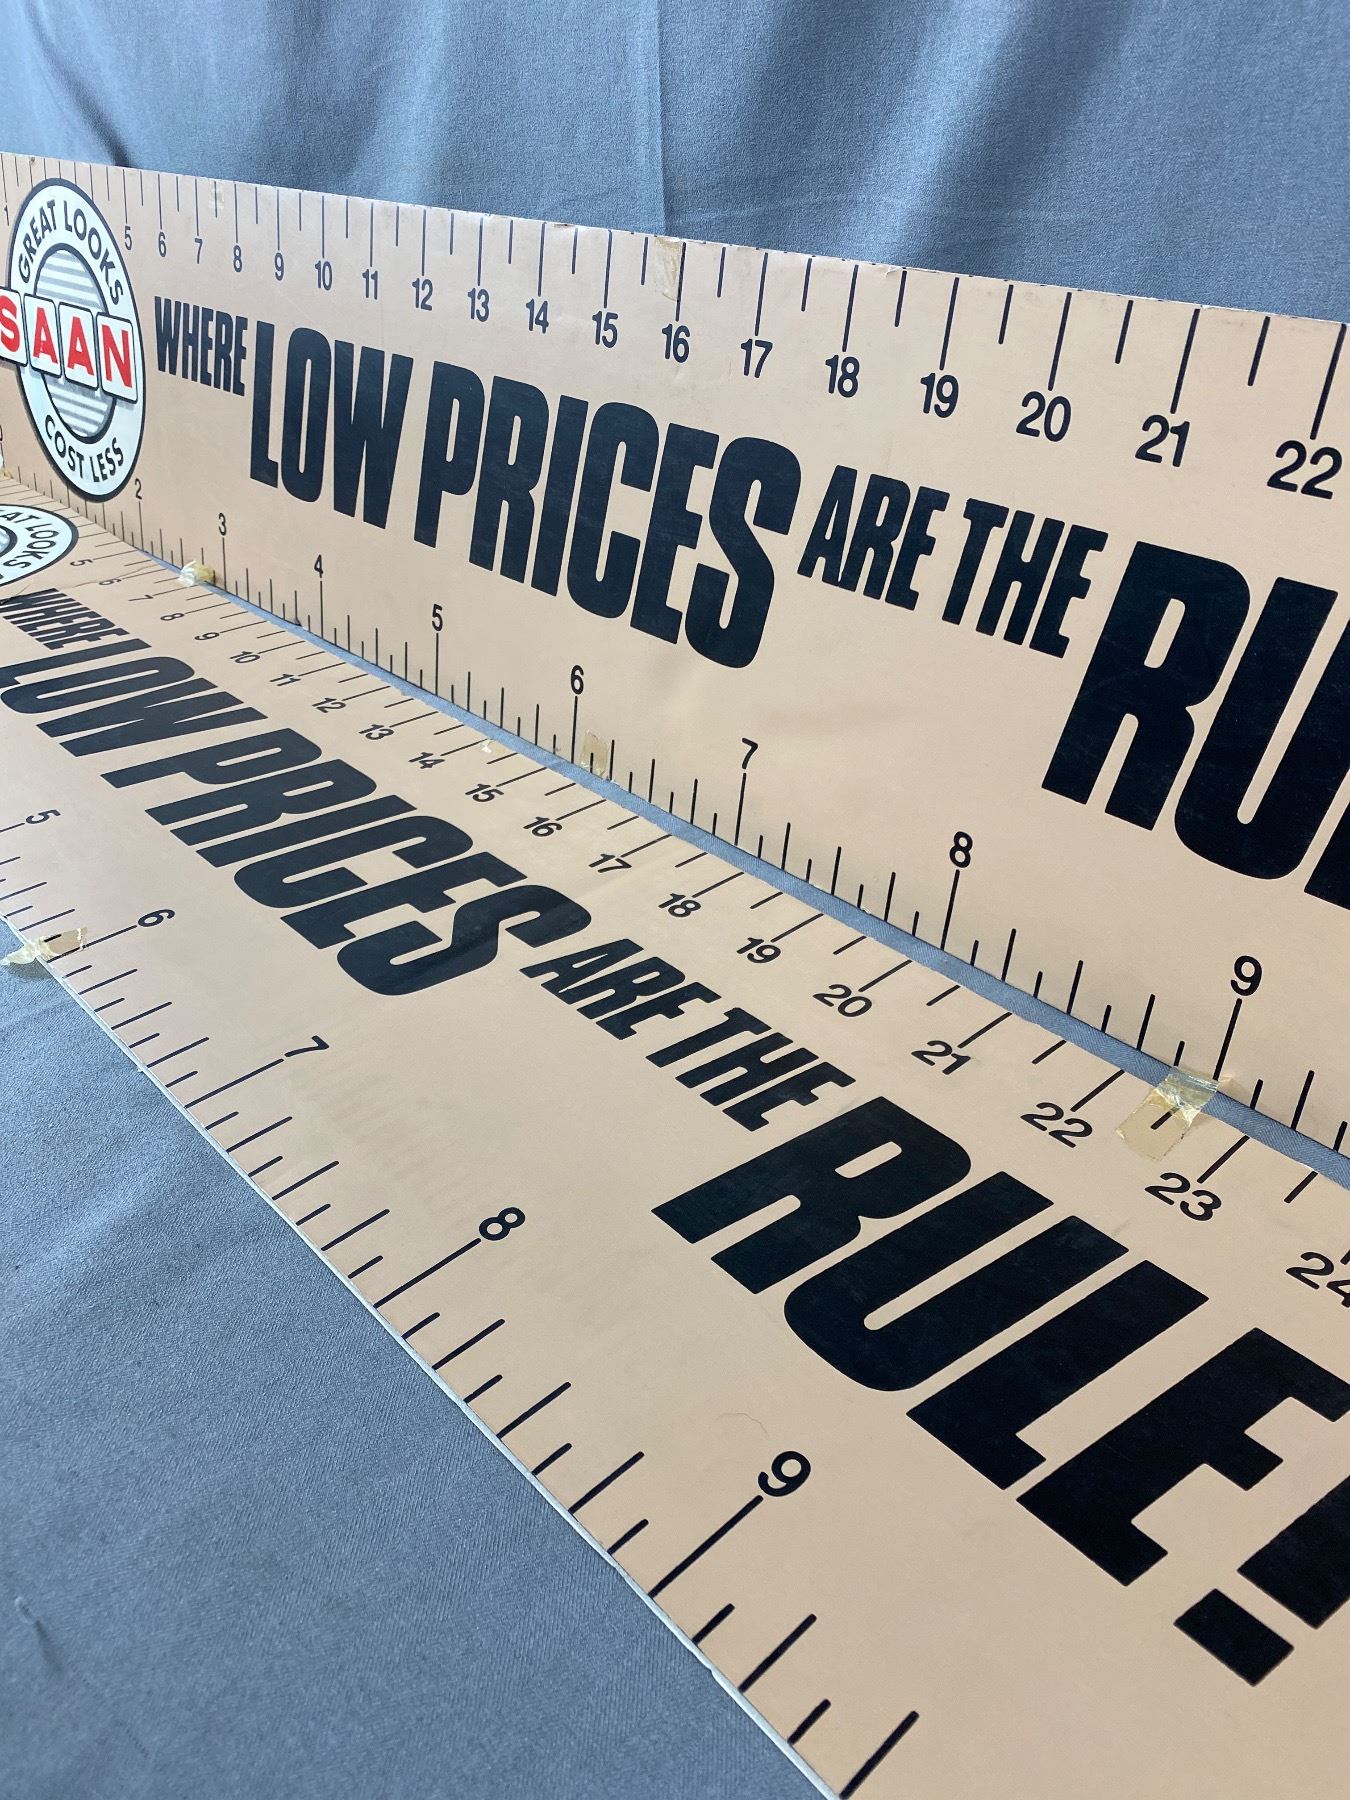 1 5 6 7 8 9 10 11 12 13 14 15 16 17 18 19 20 21 22
GREAT LOOKS
SAAN
COST LESS
WHERE LOW PRICES ARE THE RU
2 3 4 5 6 7 8 9
AT LOOKS
5 6 7 8 9 10 11 12 13 14 15 16 17 18 19 20 21 22 23 24
WHERE LOW PRICES ARE THE RULE!
5 6 7 8 9